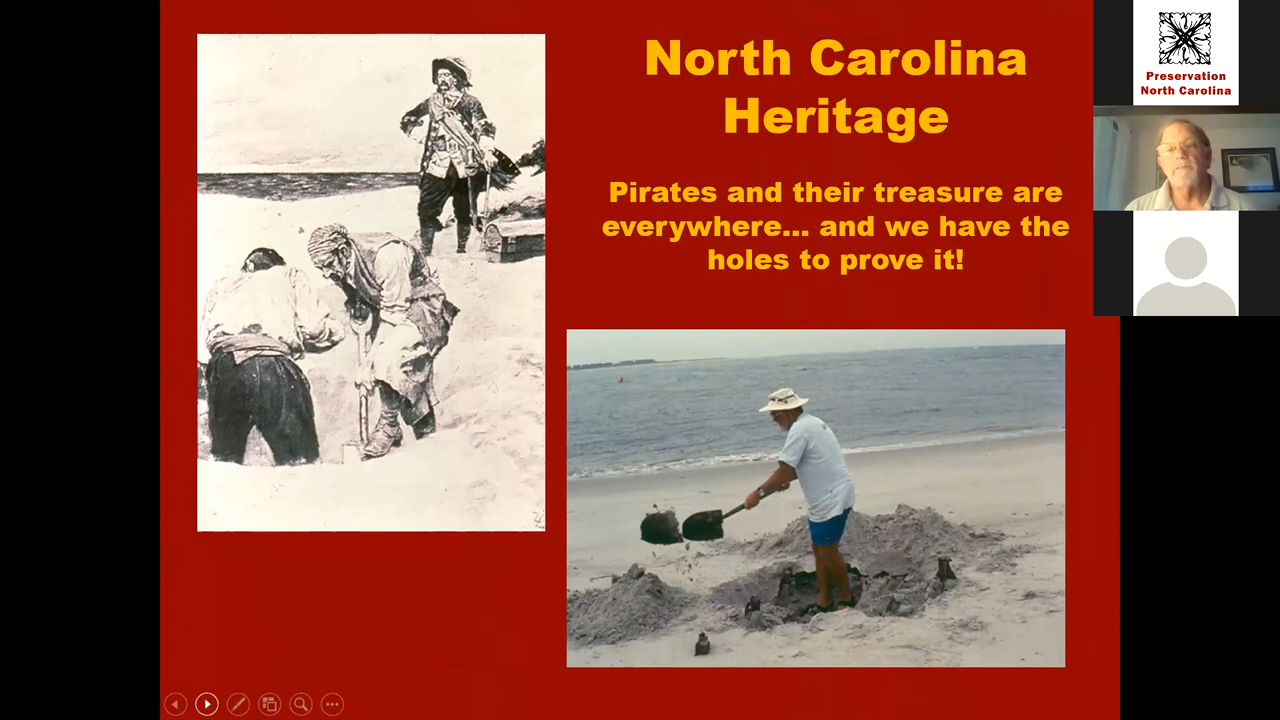 North Carolina
Heritage
Pirates and their treasure are
everywhere... and we have the
holes to prove it!
Preservation
North Carolina